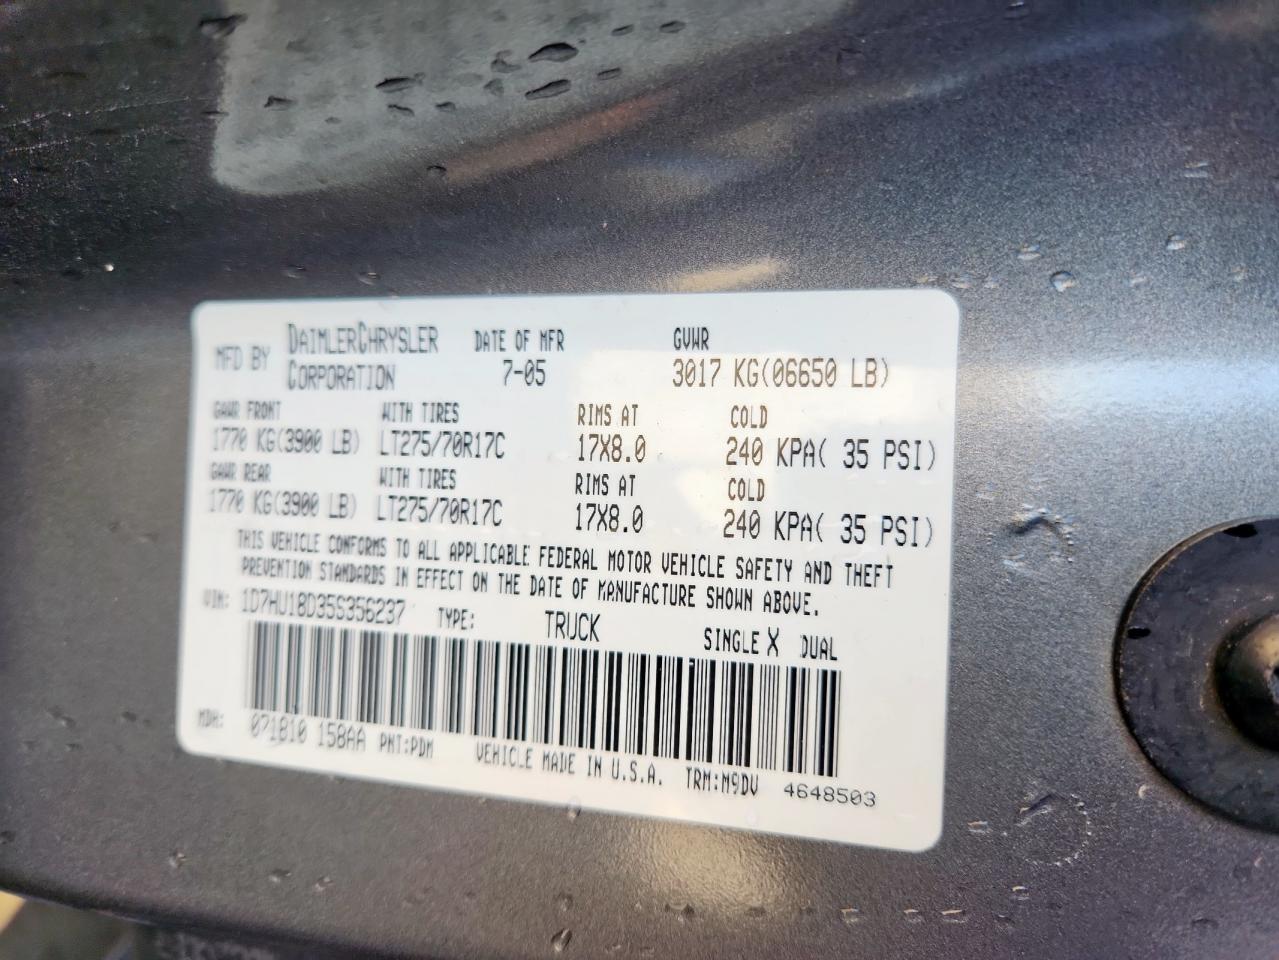 MFD BY DAIMLERCHRYSLER CORPORATION DATE OF MFR 7-05 GVWR 3017 KG(06650 LB)
GAWR FRONT WITH TIRES RIMS AT COLD
1770 KG(3900 LB) LT275/70R17C 17X8.0 240 KPA( 35 PSI)
GAWR REAR WITH TIRES RIMS AT COLD
1770 KG(3900 LB) LT275/70R17C 17X8.0 240 KPA( 35 PSI)
THIS VEHICLE CONFORMS TO ALL APPLICABLE FEDERAL MOTOR VEHICLE SAFETY AND THEFT
PREVENTION STANDARDS IN EFFECT ON THE DATE OF MANUFACTURE SHOWN ABOVE.
VIN: 1D7HU18D35S356237 TYPE: TRUCK SINGLE X DUAL
MDH: 071810 158AA PNT:PDM VEHICLE MADE IN U.S.A. TRM:M9DV 4648503